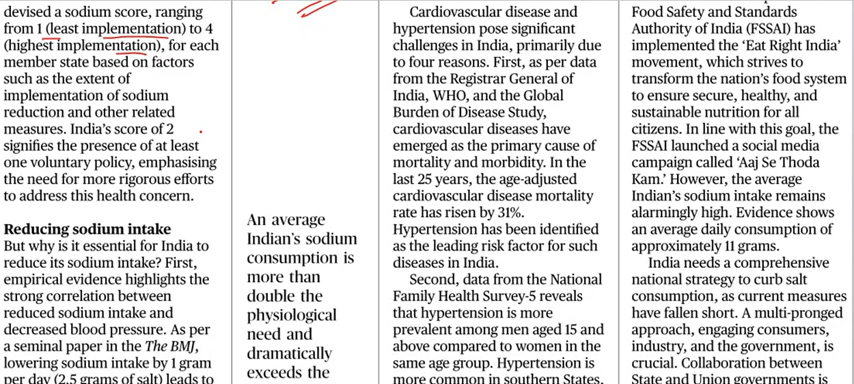 devised a sodium score, ranging
from 1 (least implementation) to 4
(highest implementation), for each
member state based on factors
such as the extent of
implementation of sodium
reduction and other related
measures. India's score of 2
signifies the presence of at least
one voluntary policy, emphasising
the need for more rigorous efforts
to address this health concern.
Reducing sodium intake
But why is it essential for India to
reduce its sodium intake? First,
empirical evidence highlights the
strong correlation between
reduced sodium intake and
decreased blood pressure. As per
a seminal paper in the The BMJ,
lowering sodium intake by 1 gram
per day (2.5 grams of salt) leads to
An average
Indian's sodium
consumption is
more than
double the
physiological
need and
dramatically
exceeds the
Cardiovascular disease and
hypertension pose significant
challenges in India, primarily due
to four reasons. First, as per data
from the Registrar General of
India, WHO, and the Global
Burden of Disease Study,
cardiovascular diseases have
emerged as the primary cause of
mortality and morbidity. In the
last 25 years, the age-adjusted
cardiovascular disease mortality
rate has risen by 31%.
Hypertension has been identified
as the leading risk factor for such
diseases in India.
Second, data from the National
Family Health Survey-5 reveals
that hypertension is more
prevalent among men aged 15 and
above compared to women in the
same age group. Hypertension is
more common in southern States,
Food Safety and Standards
Authority of India (FSSAI) has
implemented the 'Eat Right India'
movement, which strives to
transform the nation's food system
to ensure secure, healthy, and
sustainable nutrition for all
citizens. In line with this goal, the
FSSAI launched a social media
campaign called 'Aaj Se Thoda
Kam.' However, the average
Indian's sodium intake remains
alarmingly high. Evidence shows
an average daily consumption of
approximately 11 grams.
India needs a comprehensive
national strategy to curb salt
consumption, as current measures
have fallen short. A multi-pronged
approach, engaging consumers,
industry, and the government, is
crucial. Collaboration between
State and Union governments is